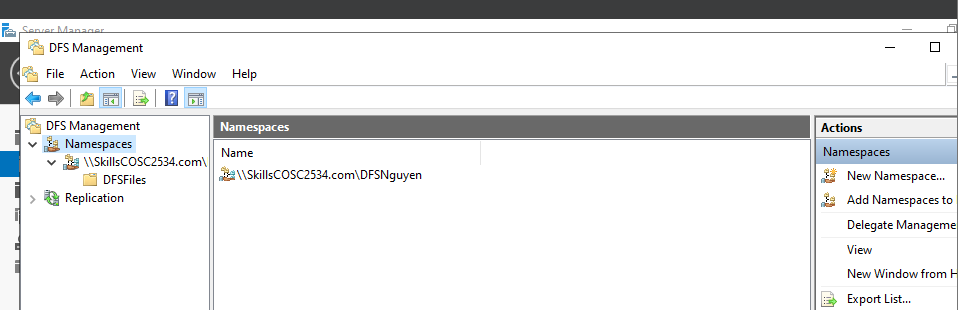 Server Manager
DFS Management
File Action View Window Help
DFS Management
Namespaces
\\SkillsCOSC2534.com\
DFSFiles
Replication
Namespaces
Name
\\SkillsCOSC2534.com\DFSNguyen
Actions
Namespaces
New Namespace...
Add Namespaces to
Delegate Manageme
View
New Window from H
Export List...